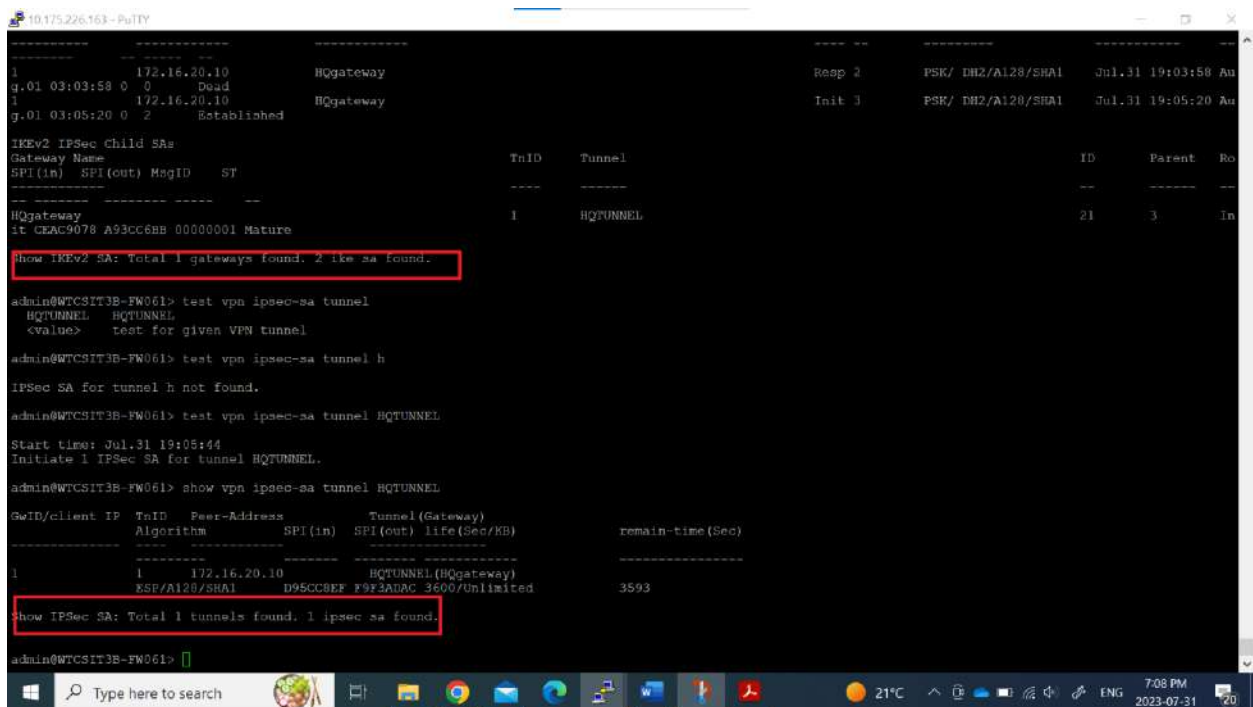 10.175.226.163 - PuTTY
---------- ------------ ------------ ---- -- --------- ----------- --
--------- -- ----- --
1 172.16.20.10 HQgateway Resp 2 PSK/ DH2/A128/SHA1 Jul.31 19:03:58 Au
g.01 03:03:58 0 0 Dead
1 172.16.20.10 HQgateway Init 3 PSK/ DH2/A128/SHA1 Jul.31 19:05:20 Au
g.01 03:05:20 0 2 Established
IKEv2 IPSec Child SAs
Gateway Name TnID Tunnel ID Parent Ro
SPI(in) SPI(out) MsgID ST
------------ ---- ------ -- ------ --
-- ------- -------- ----- --
HQgateway 1 HQTUNNEL 21 3 In
it CEAC9078 A93CC6BB 00000001 Mature
Show IKEv2 SA: Total 1 gateways found. 2 ike sa found.
admin@WTCSIT3B-FW061> test vpn ipsec-sa tunnel
HQTUNNEL HQTUNNEL
<value> test for given VPN tunnel
admin@WTCSIT3B-FW061> test vpn ipsec-sa tunnel h
IPSec SA for tunnel h not found.
admin@WTCSIT3B-FW061> test vpn ipsec-sa tunnel HQTUNNEL
Start time: Jul.31 19:05:44
Initiate 1 IPSec SA for tunnel HQTUNNEL.
admin@WTCSIT3B-FW061> show vpn ipsec-sa tunnel HQTUNNEL
GwID/client IP TnID Peer-Address Tunnel(Gateway)
Algorithm SPI(in) SPI(out) life(Sec/KB) remain-time(Sec)
-------------- ---- ------------ ---------------
--------- ------- -------- ------------ ----------------
1 1 172.16.20.10 HQTUNNEL(HQgateway)
ESP/A128/SHA1 D95CC8EF F9F3ADAC 3600/Unlimited 3593
Show IPSec SA: Total 1 tunnels found. 1 ipsec sa found.
admin@WTCSIT3B-FW061>
Type here to search
21°C
ENG
7:08 PM
2023-07-31
20